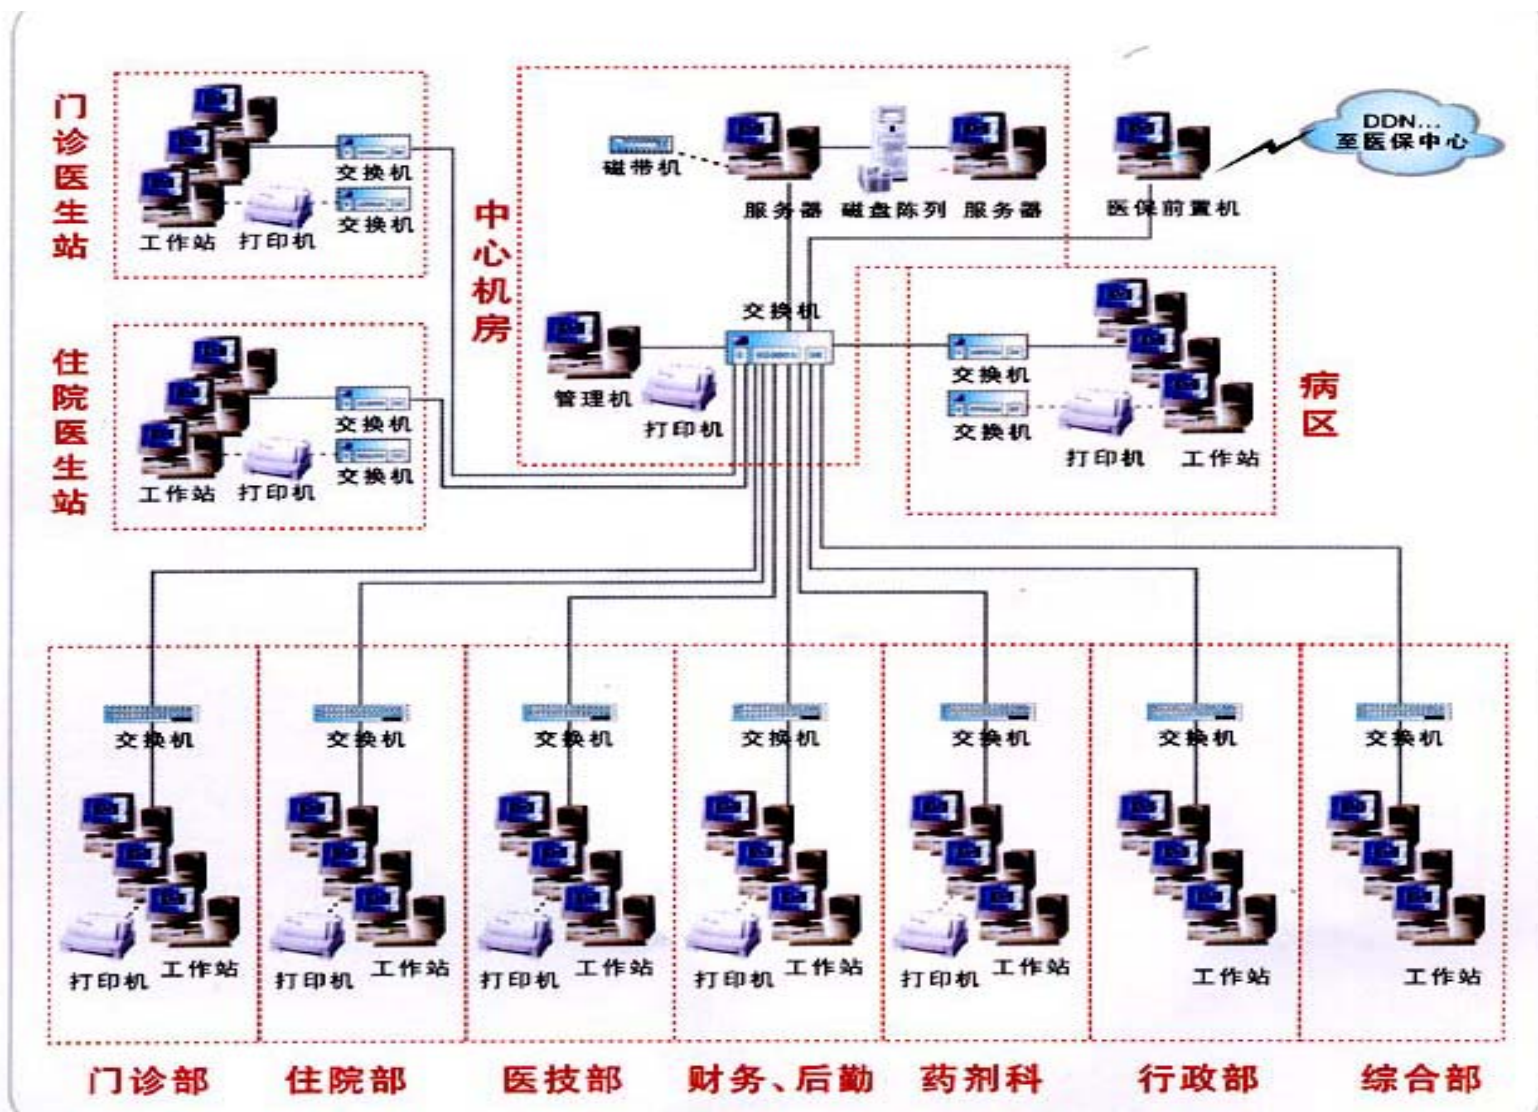 门诊医生站
交换机
交换机
工作站
打印机
住院医生站
交换机
交换机
工作站
打印机
中心机房
磁带机
服务器
磁盘陈列
服务器
交换机
管理机
打印机
医保前置机
DDN...
至医保中心
病区
交换机
交换机
打印机
工作站
交换机
交换机
交换机
交换机
交换机
交换机
交换机
打印机
工作站
打印机
工作站
打印机
工作站
打印机
工作站
打印机
工作站
工作站
工作站
门诊部
住院部
医技部
财务、后勤
药剂科
行政部
综合部